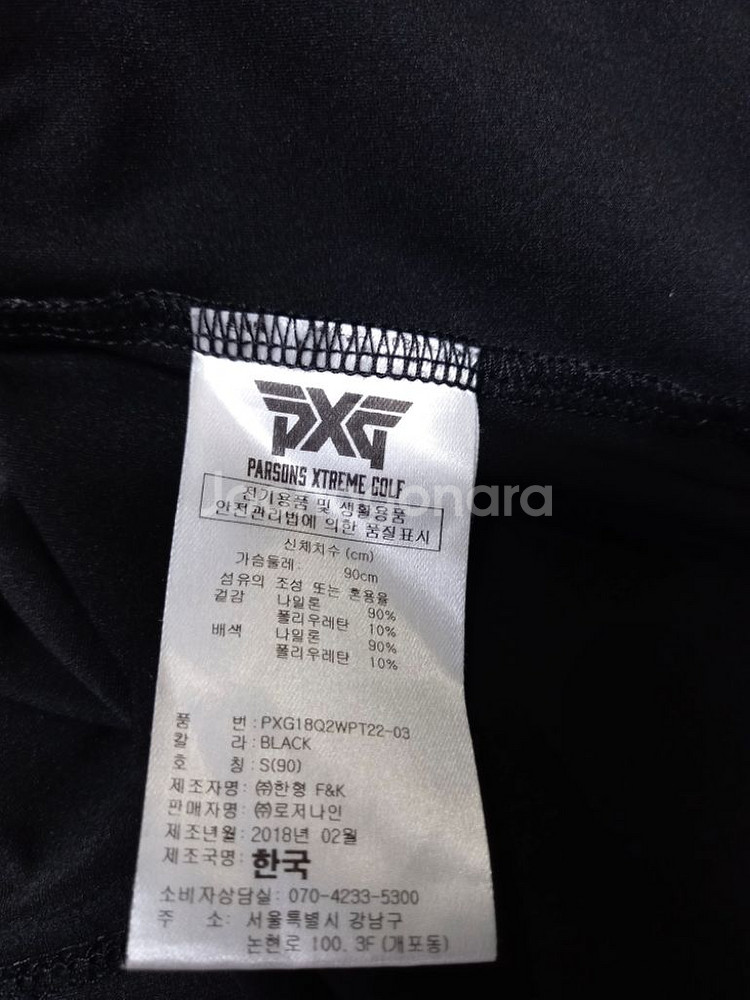 PXG
PARSONS XTREME GOLF
전기용품 및 생활용품
안전관리법에 의한 품질표시
신체치수 (cm)
가슴둘레: 90cm
섬유의 조성 또는 혼용율
겉감 나일론 90%
폴리우레탄 10%
배색 나일론 90%
폴리우레탄 10%
품 번 : PXG18Q2WPT22-03
칼 라 : BLACK
호 칭 : S(90)
제조자명 : ㈜한형 F&K
판매자명 : ㈜로저나인
제조년월 : 2018년 02월
제조국명 : 한국
소비자상담실 : 070-4233-5300
주 소 : 서울특별시 강남구
논현로 100. 3F (개포동)